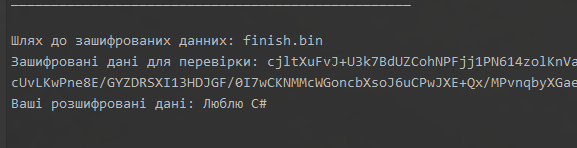 Шлях до зашифрованих данних: finish.bin
Зашифровані дані для перевірки: cjltXuFvJ+U3k7BdUZCohNPFjj1PN614zolKnVa
cUvLKwPne8E/GYZDRSXI13HDJGF/0I7wCKNMMcWGoncbXsoJ6uCPwJXE+Qx/MPvnqbyXGae
Ваші розшифровані дані: Люблю C#